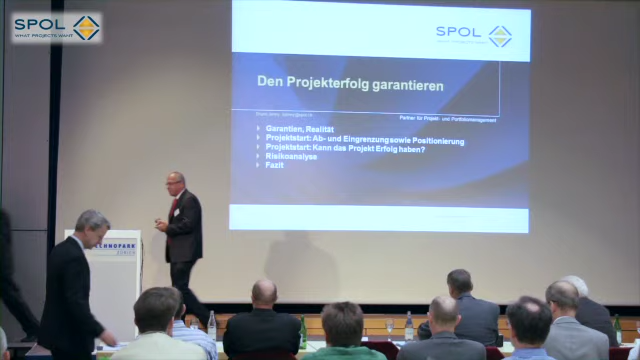 SPOL
WHAT PROJECTS WANT
SPOL
Den Projekterfolg garantieren
Partner für Projekt- und Portfoliomanagement
Garantien, Realität
Projektstart: Ab- und Eingrenzung sowie Positionierung
Projektstart: Kann das Projekt Erfolg haben?
Risikoanalyse
Fazit
TECHNOPARK
ZÜRICH